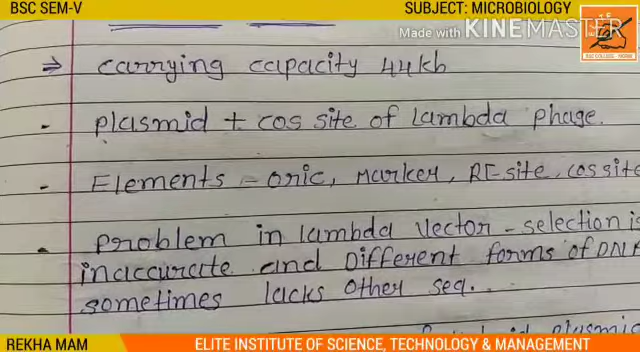 BSC SEM-V
SUBJECT: MICROBIOLOGY
Made with KINEMASTER
⇒ carrying capacity 44kb
- plasmid + cos site of lambda phage.
- Elements - oric, Marker, RE-site, cos site
- problem in lambda vector - selection is
inaccurate and Different forms of DNA
sometimes lacks other seq..
REKHA MAM
ELITE INSTITUTE OF SCIENCE, TECHNOLOGY & MANAGEMENT